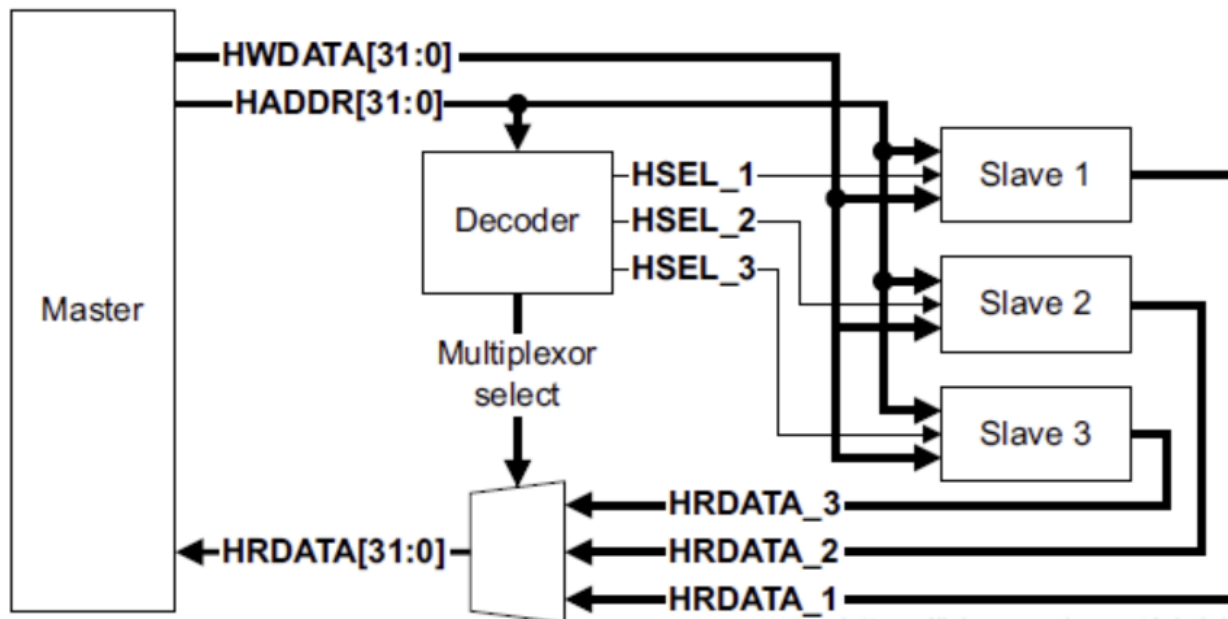 HWDATA[31:0]
HADDR[31:0]
HSEL_1
Slave 1
Decoder
HSEL_2
HSEL_3
Master
Slave 2
Multiplexor
select
Slave 3
HRDATA_3
HRDATA[31:0]
HRDATA_2
HRDATA_1